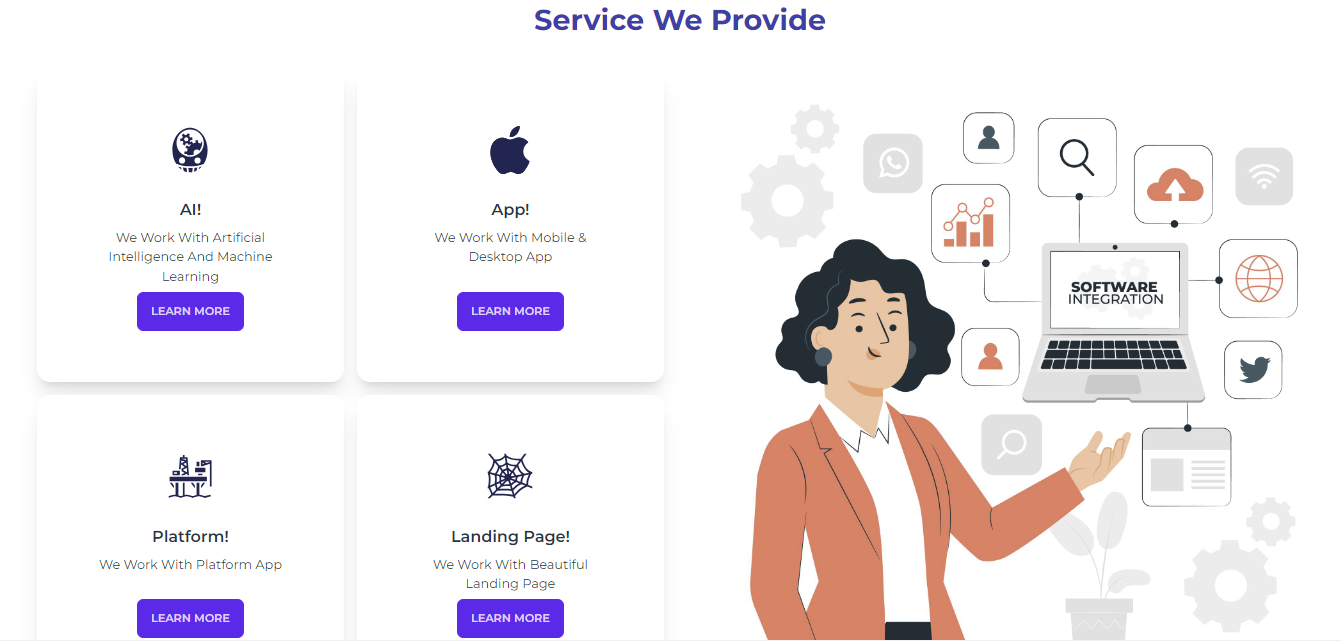 Service We Provide
AI!
We Work With Artificial
Intelligence And Machine
Learning
LEARN MORE
App!
We Work With Mobile &
Desktop App
LEARN MORE
Platform!
We Work With Platform App
LEARN MORE
Landing Page!
We Work With Beautiful
Landing Page
LEARN MORE
SOFTWARE
INTEGRATION